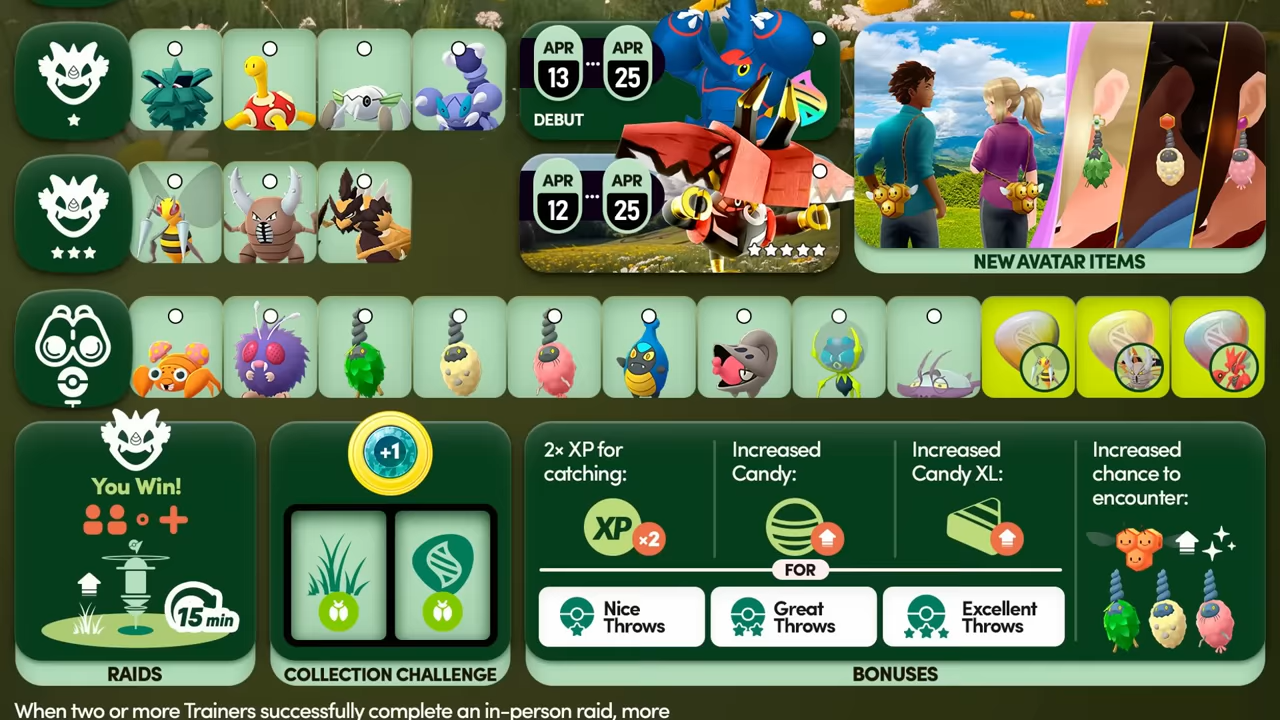 APR
13
APR
25
DEBUT
APR
12
APR
25
NEW AVATAR ITEMS
You Win!
15 min
RAIDS
+1
COLLECTION CHALLENGE
2× XP for
catching:
XP
×2
Increased
Candy:
Increased
Candy XL:
Increased
chance to
encounter:
FOR
Nice
Throws
Great
Throws
Excellent
Throws
BONUSES
When two or more Trainers successfully complete an in-person raid, more